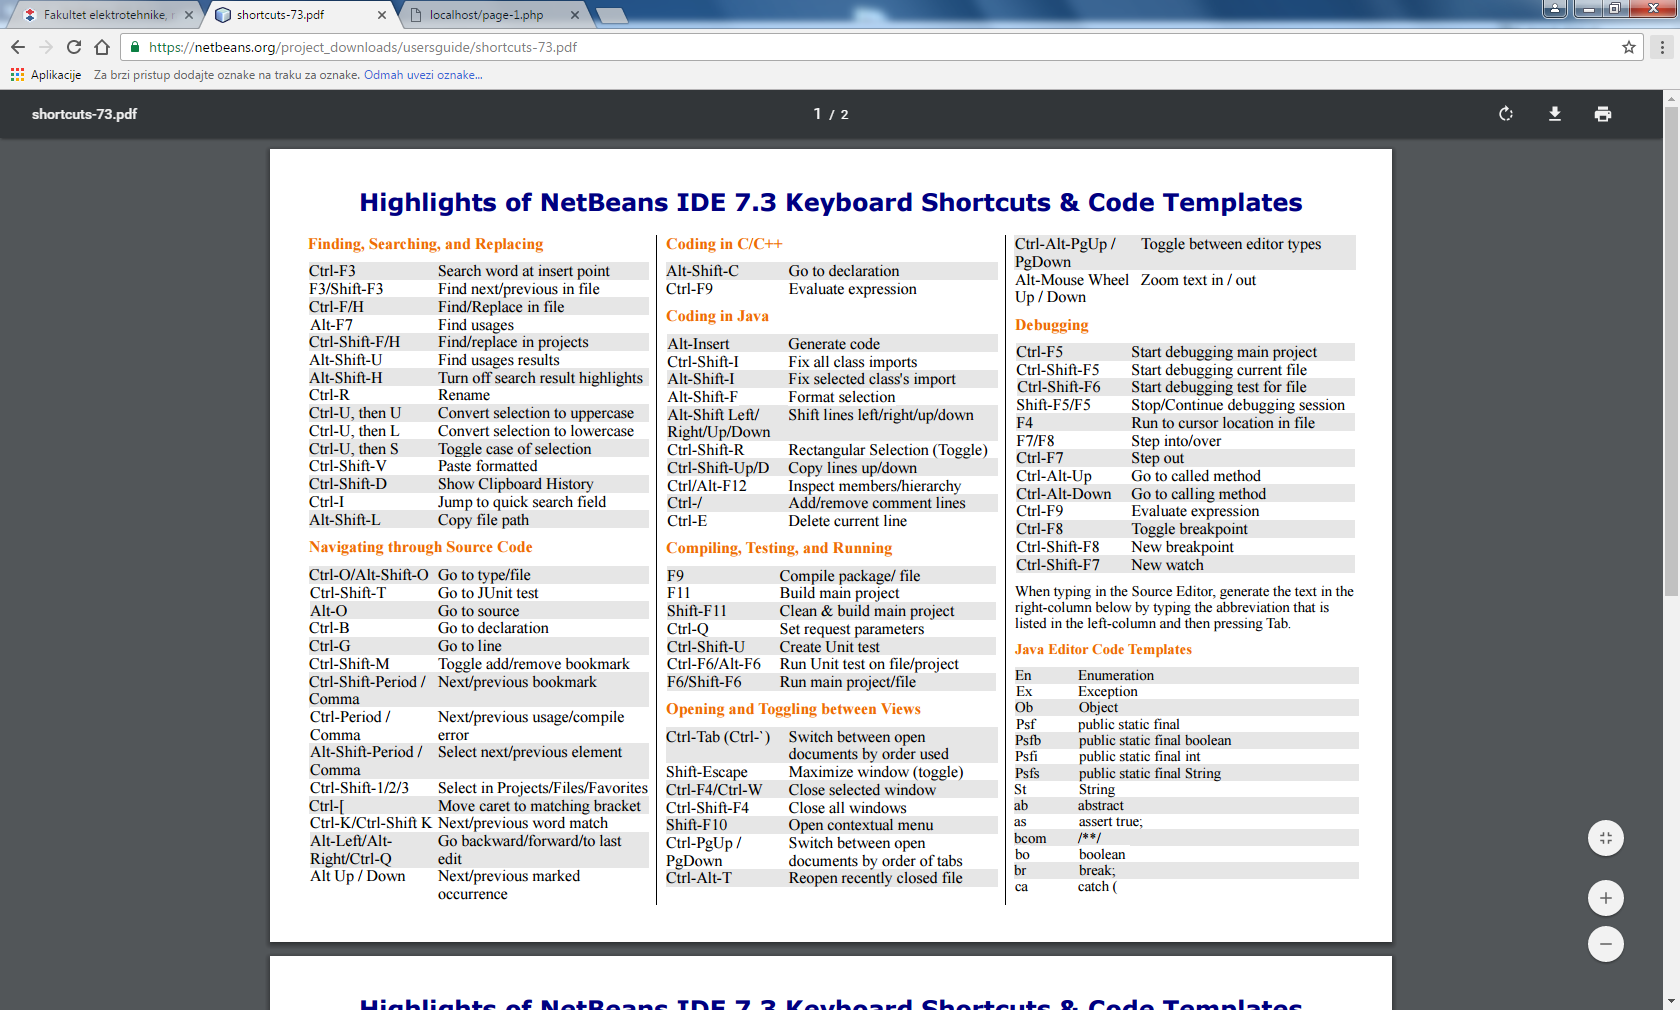 Fakultet elektrotehnike,
shortcuts-73.pdf
localhost/page-1.php
https://netbeans.org/project_downloads/usersguide/shortcuts-73.pdf
Aplikacije Za brzi pristup dodajte oznake na traku za oznake. Odmah uvezi oznake...
shortcuts-73.pdf
1 / 2
Highlights of NetBeans IDE 7.3 Keyboard Shortcuts & Code Templates
Finding, Searching, and Replacing
Ctrl-F3 Search word at insert point
F3/Shift-F3 Find next/previous in file
Ctrl-F/H Find/Replace in file
Alt-F7 Find usages
Ctrl-Shift-F/H Find/replace in projects
Alt-Shift-U Find usages results
Alt-Shift-H Turn off search result highlights
Ctrl-R Rename
Ctrl-U, then U Convert selection to uppercase
Ctrl-U, then L Convert selection to lowercase
Ctrl-U, then S Toggle case of selection
Ctrl-Shift-V Paste formatted
Ctrl-Shift-D Show Clipboard History
Ctrl-I Jump to quick search field
Alt-Shift-L Copy file path
Navigating through Source Code
Ctrl-O/Alt-Shift-O Go to type/file
Ctrl-Shift-T Go to JUnit test
Alt-O Go to source
Ctrl-B Go to declaration
Ctrl-G Go to line
Ctrl-Shift-M Toggle add/remove bookmark
Ctrl-Shift-Period / Next/previous bookmark
Comma
Ctrl-Period / Next/previous usage/compile
Comma error
Alt-Shift-Period / Select next/previous element
Comma
Ctrl-Shift-1/2/3 Select in Projects/Files/Favorites
Ctrl-[ Move caret to matching bracket
Ctrl-K/Ctrl-Shift K Next/previous word match
Alt-Left/Alt- Go backward/forward/to last
Right/Ctrl-Q edit
Alt Up / Down Next/previous marked
occurrence
Coding in C/C++
Alt-Shift-C Go to declaration
Ctrl-F9 Evaluate expression
Coding in Java
Alt-Insert Generate code
Ctrl-Shift-I Fix all class imports
Alt-Shift-I Fix selected class's import
Alt-Shift-F Format selection
Alt-Shift Left/ Shift lines left/right/up/down
Right/Up/Down
Ctrl-Shift-R Rectangular Selection (Toggle)
Ctrl-Shift-Up/D Copy lines up/down
Ctrl/Alt-F12 Inspect members/hierarchy
Ctrl-/ Add/remove comment lines
Ctrl-E Delete current line
Compiling, Testing, and Running
F9 Compile package/ file
F11 Build main project
Shift-F11 Clean & build main project
Ctrl-Q Set request parameters
Ctrl-Shift-U Create Unit test
Ctrl-F6/Alt-F6 Run Unit test on file/project
F6/Shift-F6 Run main project/file
Opening and Toggling between Views
Ctrl-Tab (Ctrl-`) Switch between open
documents by order used
Shift-Escape Maximize window (toggle)
Ctrl-F4/Ctrl-W Close selected window
Ctrl-Shift-F4 Close all windows
Shift-F10 Open contextual menu
Ctrl-PgUp / Switch between open
PgDown documents by order of tabs
Ctrl-Alt-T Reopen recently closed file
Ctrl-Alt-PgUp / Toggle between editor types
PgDown
Alt-Mouse Wheel Zoom text in / out
Up / Down
Debugging
Ctrl-F5 Start debugging main project
Ctrl-Shift-F5 Start debugging current file
Ctrl-Shift-F6 Start debugging test for file
Shift-F5/F5 Stop/Continue debugging session
F4 Run to cursor location in file
F7/F8 Step into/over
Ctrl-F7 Step out
Ctrl-Alt-Up Go to called method
Ctrl-Alt-Down Go to calling method
Ctrl-F9 Evaluate expression
Ctrl-F8 Toggle breakpoint
Ctrl-Shift-F8 New breakpoint
Ctrl-Shift-F7 New watch
When typing in the Source Editor, generate the text in the
right-column below by typing the abbreviation that is
listed in the left-column and then pressing Tab.
Java Editor Code Templates
En Enumeration
Ex Exception
Ob Object
Psf public static final
Psfb public static final boolean
Psfi public static final int
Psfs public static final String
St String
ab abstract
as assert true;
bcom /**/
bo boolean
br break;
ca catch (
Highlights of NetBeans IDE 7.3 Keyboard Shortcuts & Code Templates